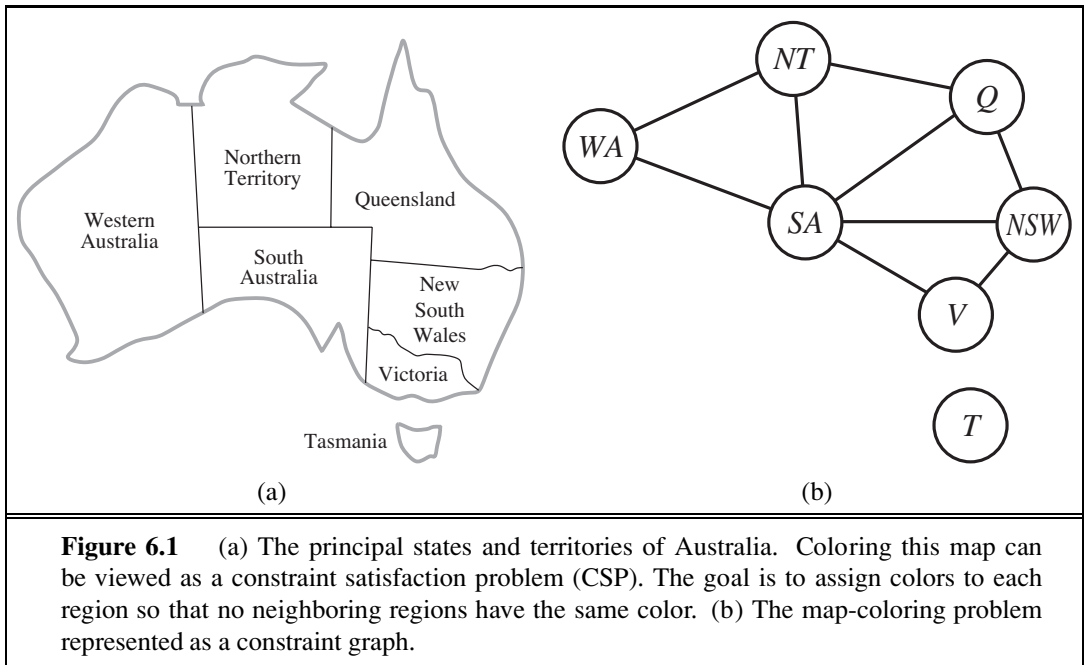 Northern
Territory
Western
Australia
Queensland
South
Australia
New
South
Wales
Victoria
Tasmania
(a)
NT
Q
WA
SA
NSW
V
T
(b)
Figure 6.1 (a) The principal states and territories of Australia. Coloring this map can
be viewed as a constraint satisfaction problem (CSP). The goal is to assign colors to each
region so that no neighboring regions have the same color. (b) The map-coloring problem
represented as a constraint graph.